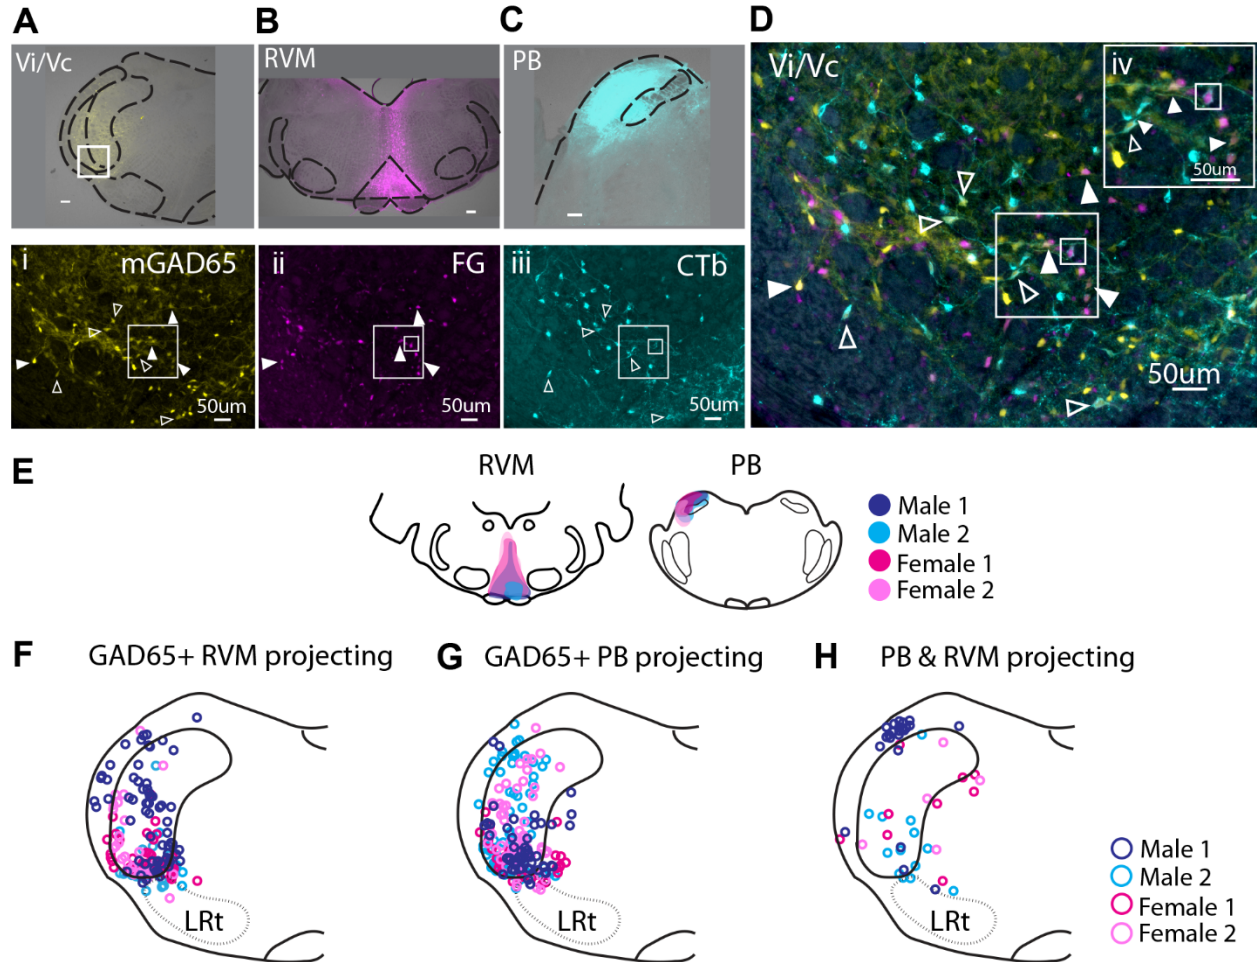 A
B
C
D
Vi/Vc
RVM
PB
Vi/Vc
iv
50um
i
mGAD65
50um
ii
FG
50um
iii
CTb
50um
50um
E
RVM
PB
Male 1
Male 2
Female 1
Female 2
F
GAD65+ RVM projecting
G
GAD65+ PB projecting
H
PB & RVM projecting
LRt
LRt
LRt
Male 1
Male 2
Female 1
Female 2